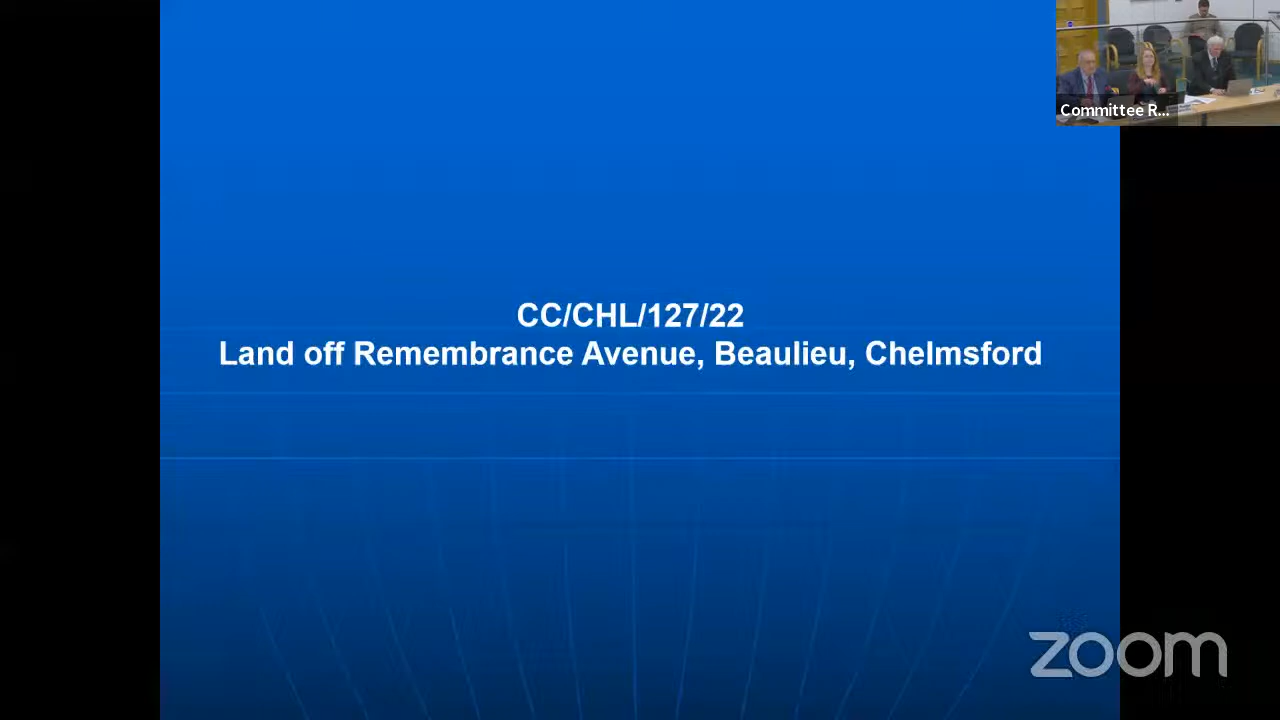 Committee R...
CC/CHL/127/22
Land off Remembrance Avenue, Beaulieu, Chelmsford
zoom